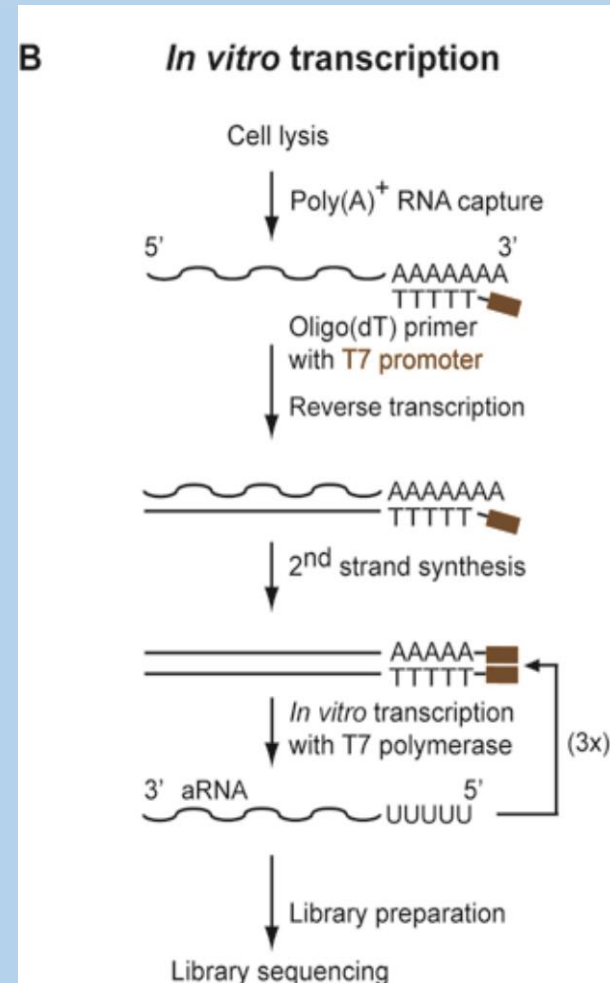 B In vitro transcription
Cell lysis
Poly(A)+ RNA capture
5' 3'
AAAAAAA
TTTTT
Oligo(dT) primer
with T7 promoter
Reverse transcription
AAAAAAA
TTTTT
2nd strand synthesis
AAAAA
TTTTT
In vitro transcription
with T7 polymerase
(3x)
3' aRNA 5'
UUUUU
Library preparation
Library sequencing